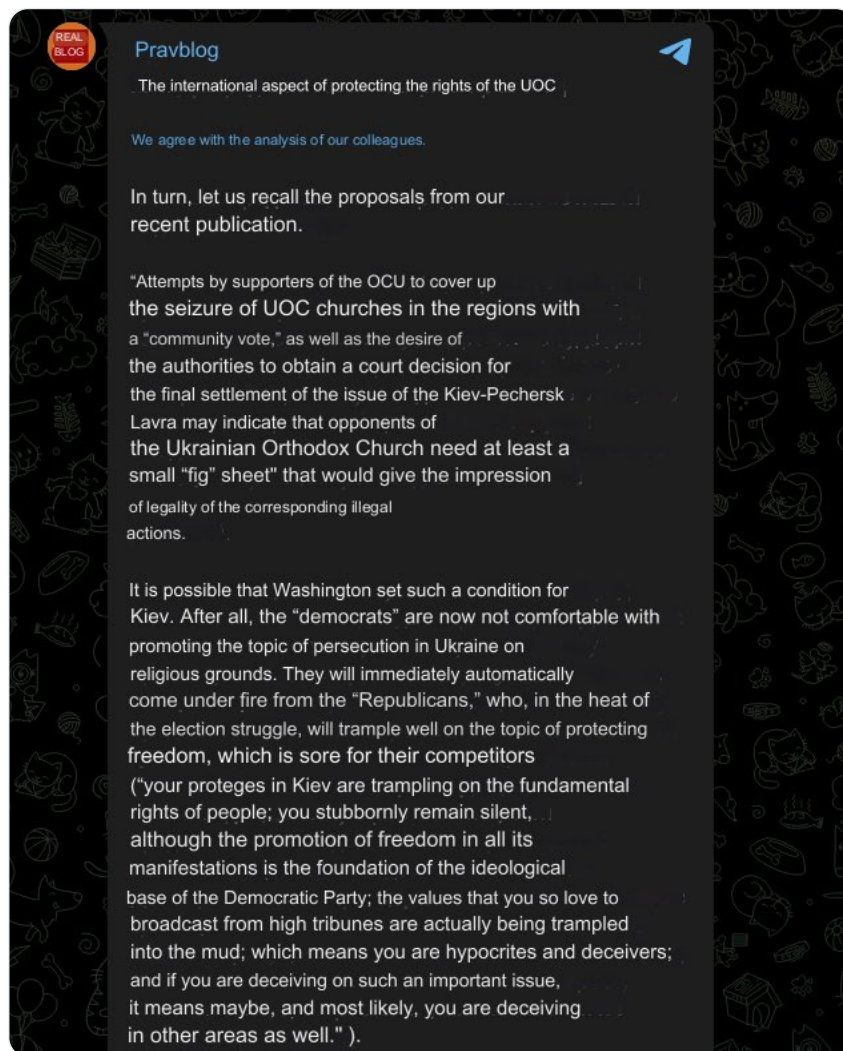 REAL
BLOG
Pravblog
The international aspect of protecting the rights of the UOC
We agree with the analysis of our colleagues.
In turn, let us recall the proposals from our
recent publication.
“Attempts by supporters of the OCU to cover up
the seizure of UOC churches in the regions with
a “community vote,” as well as the desire of
the authorities to obtain a court decision for
the final settlement of the issue of the Kiev-Pechersk
Lavra may indicate that opponents of
the Ukrainian Orthodox Church need at least a
small “fig” sheet" that would give the impression
of legality of the corresponding illegal
actions.
It is possible that Washington set such a condition for
Kiev. After all, the “democrats” are now not comfortable with
promoting the topic of persecution in Ukraine on
religious grounds. They will immediately automatically
come under fire from the “Republicans,” who, in the heat of
the election struggle, will trample well on the topic of protecting
freedom, which is sore for their competitors
(“your proteges in Kiev are trampling on the fundamental
rights of people; you stubbornly remain silent,
although the promotion of freedom in all its
manifestations is the foundation of the ideological
base of the Democratic Party; the values that you so love to
broadcast from high tribunes are actually being trampled
into the mud; which means you are hypocrites and deceivers;
and if you are deceiving on such an important issue,
it means maybe, and most likely, you are deceiving
in other areas as well." ).